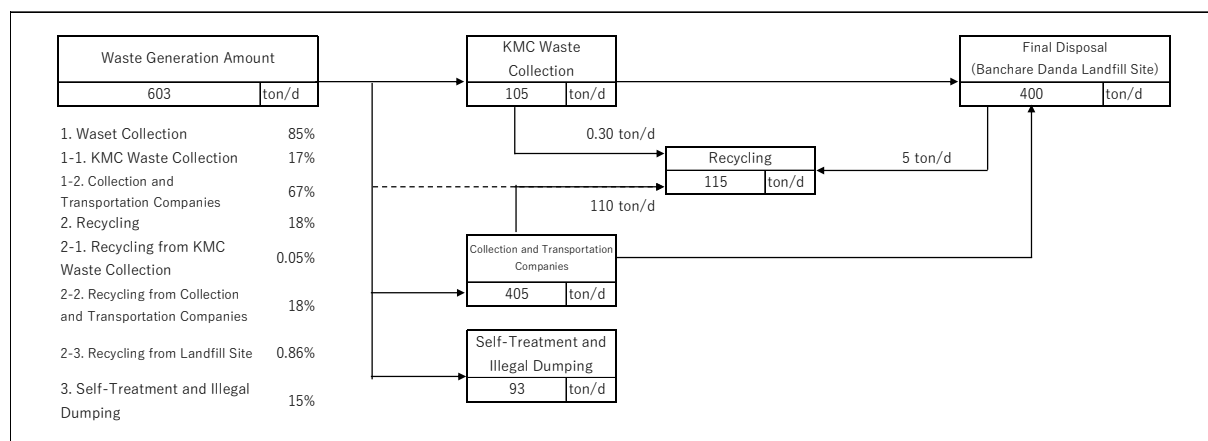 Waste Generation Amount
603 ton/d
KMC Waste
Collection
105 ton/d
Final Disposal
(Banchare Danda Landfill Site)
400 ton/d
1. Waset Collection 85%
1-1. KMC Waste Collection 17%
1-2. Collection and
Transportation Companies 67%
2. Recycling 18%
2-1. Recycling from KMC
Waste Collection 0.05%
2-2. Recycling from Collection
and Transportation Companies 18%
2-3. Recycling from Landfill Site 0.86%
3. Self-Treatment and Illegal
Dumping 15%
0.30 ton/d
Recycling
115 ton/d
5 ton/d
110 ton/d
Collection and Transportation
Companies
405 ton/d
Self-Treatment and
Illegal Dumping
93 ton/d